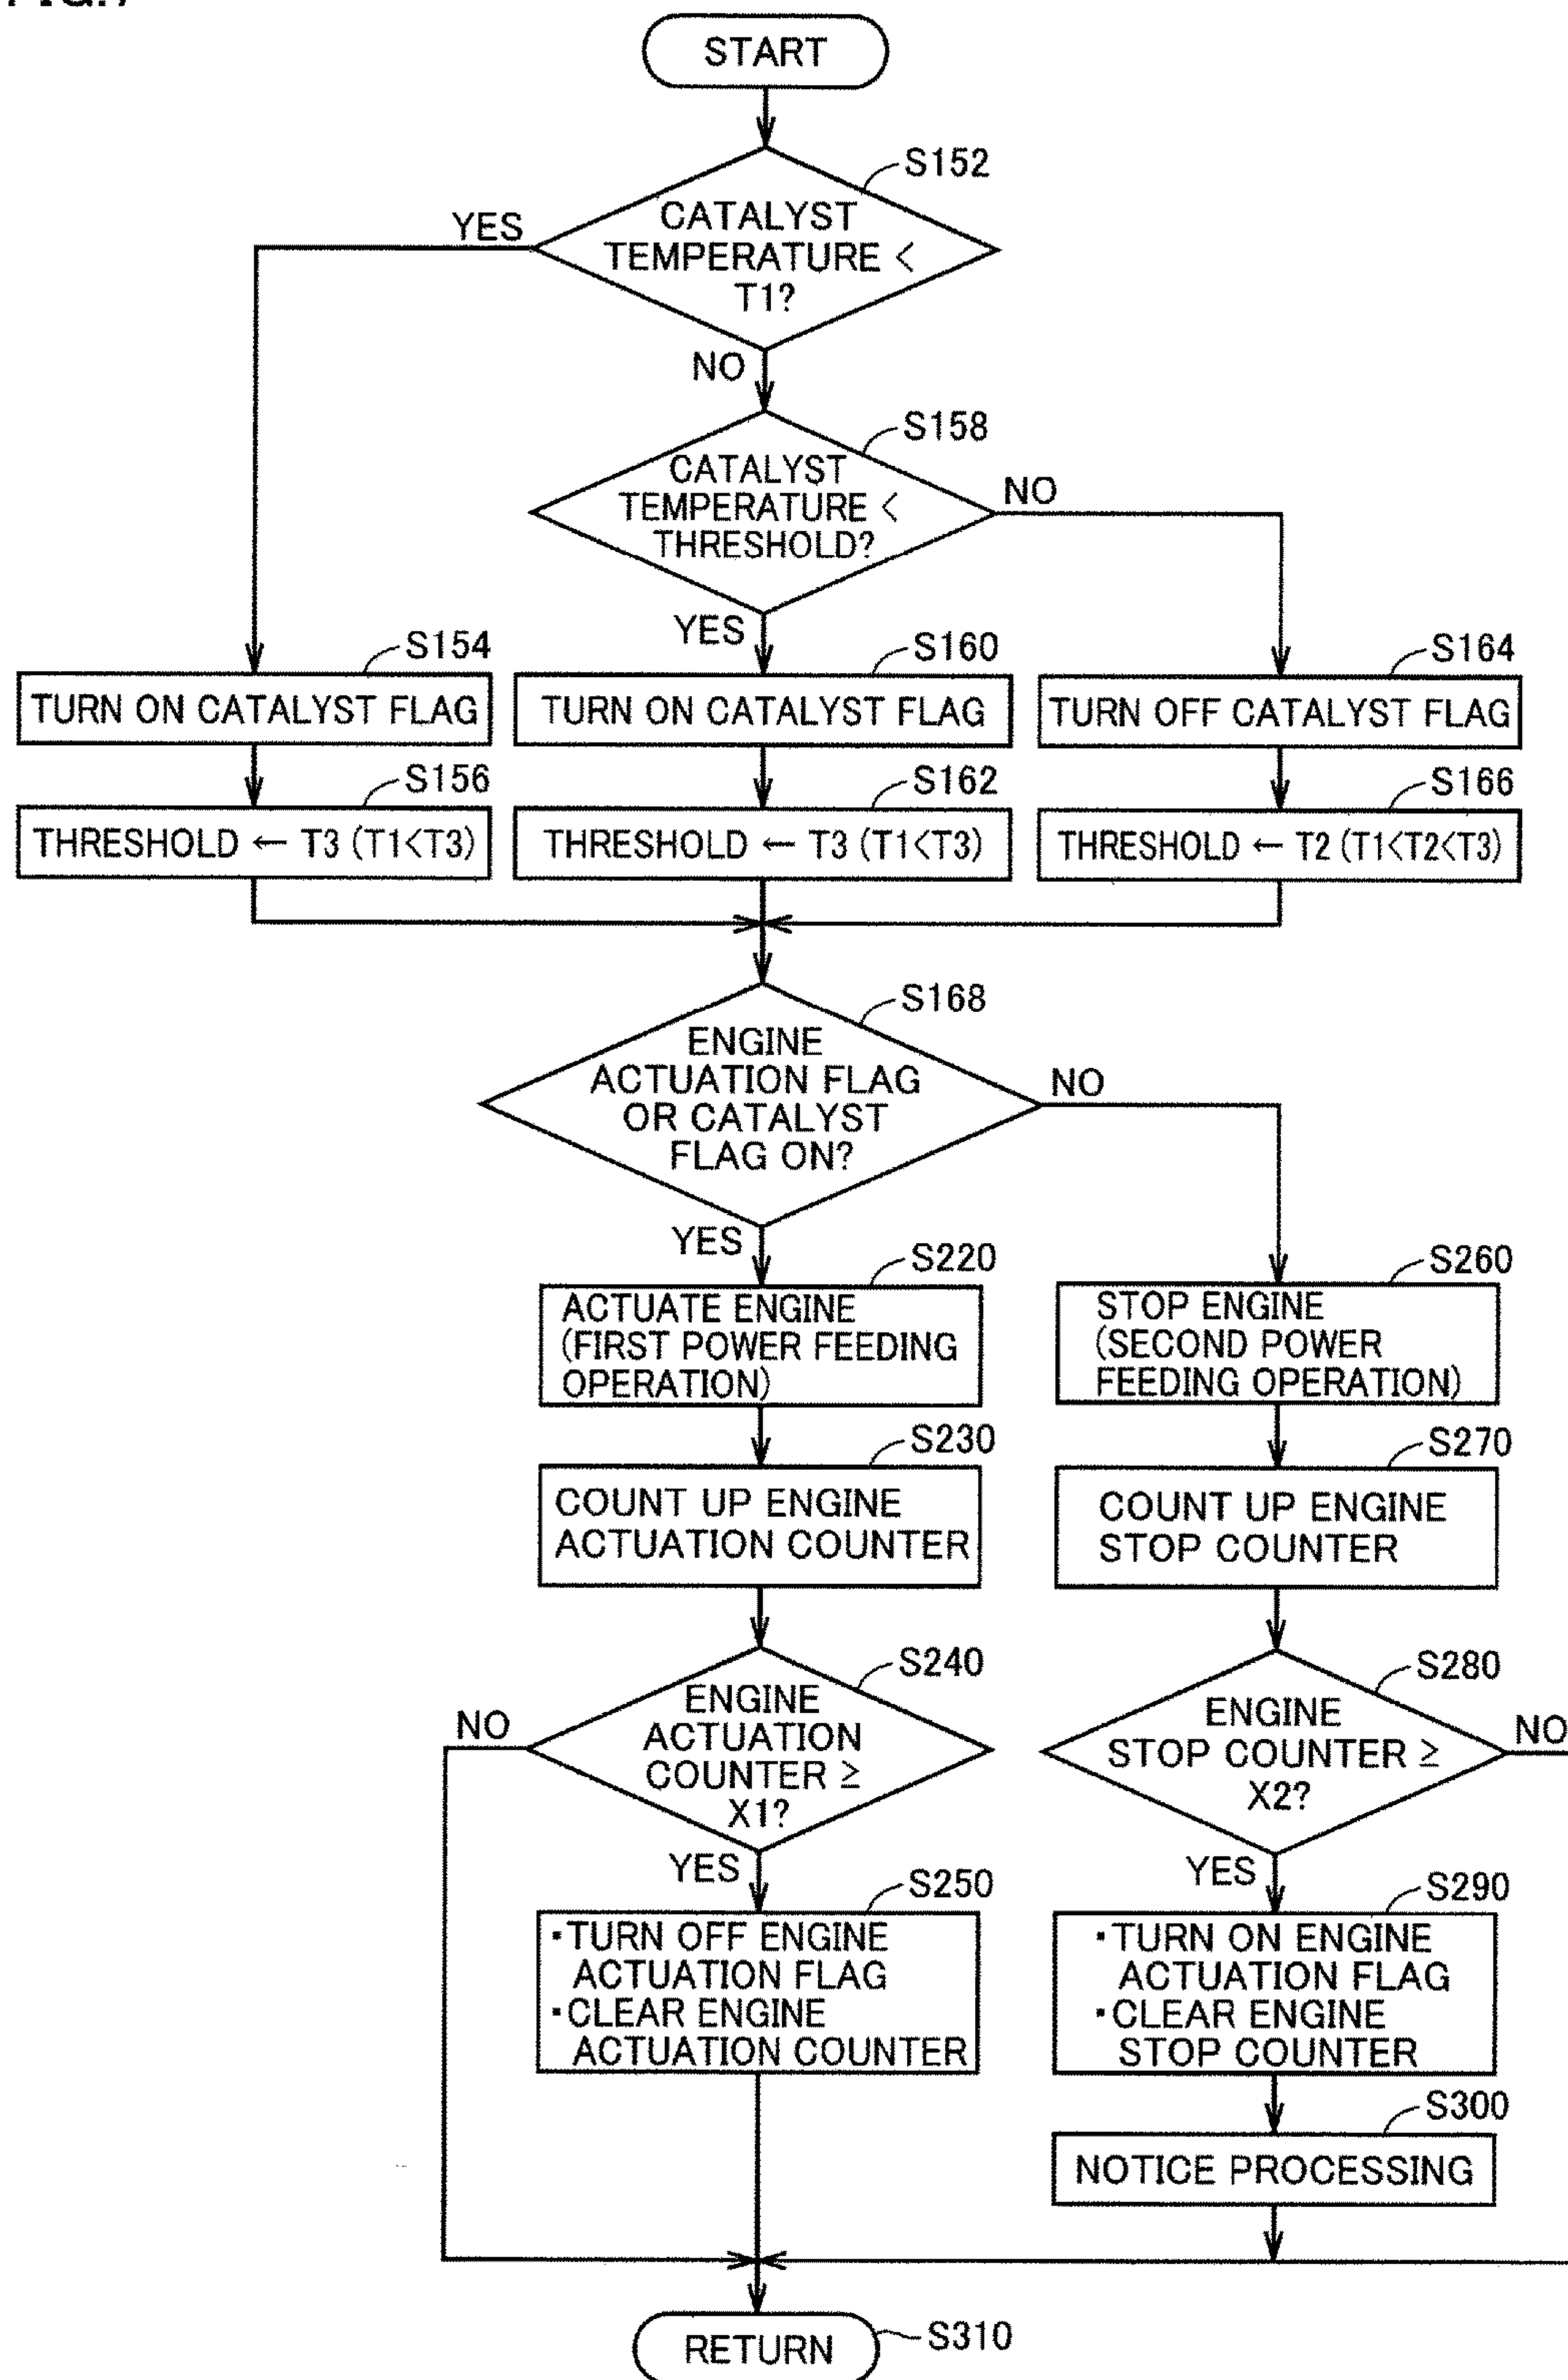 START
S152
CATALYST
TEMPERATURE <
T1?
YES
NO
S158
CATALYST
TEMPERATURE <
THRESHOLD?
NO
YES
S154
TURN ON CATALYST FLAG
S160
TURN ON CATALYST FLAG
S164
TURN OFF CATALYST FLAG
S156
THRESHOLD ← T3 (T1<T3)
S162
THRESHOLD ← T3 (T1<T3)
S166
THRESHOLD ← T2 (T1<T2<T3)
S168
ENGINE
ACTUATION FLAG
OR CATALYST
FLAG ON?
NO
YES
S220
ACTUATE ENGINE
(FIRST POWER FEEDING
OPERATION)
S260
STOP ENGINE
(SECOND POWER
FEEDING OPERATION)
S230
COUNT UP ENGINE
ACTUATION COUNTER
S270
COUNT UP ENGINE
STOP COUNTER
S240
ENGINE
ACTUATION
COUNTER ≥
X1?
NO
YES
S280
ENGINE
STOP COUNTER ≥
X2?
NO
YES
S250
・TURN OFF ENGINE
ACTUATION FLAG
・CLEAR ENGINE
ACTUATION COUNTER
S290
・TURN ON ENGINE
ACTUATION FLAG
・CLEAR ENGINE
STOP COUNTER
S300
NOTICE PROCESSING
RETURN
S310